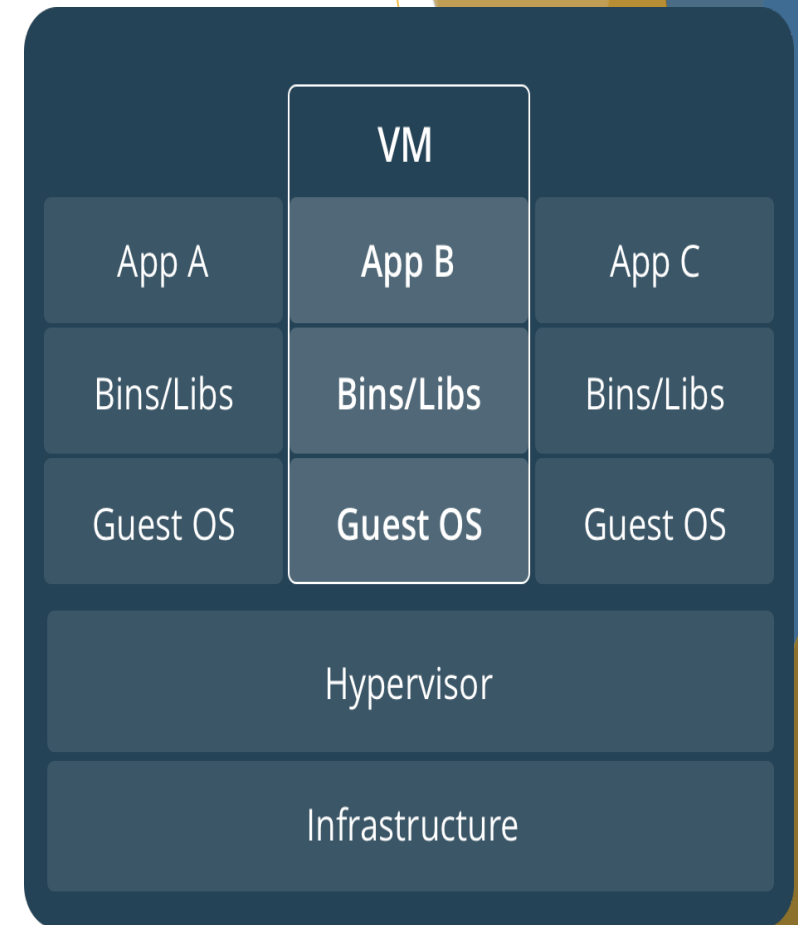 VM
App A
App B
App C
Bins/Libs
Bins/Libs
Bins/Libs
Guest OS
Guest OS
Guest OS
Hypervisor
Infrastructure